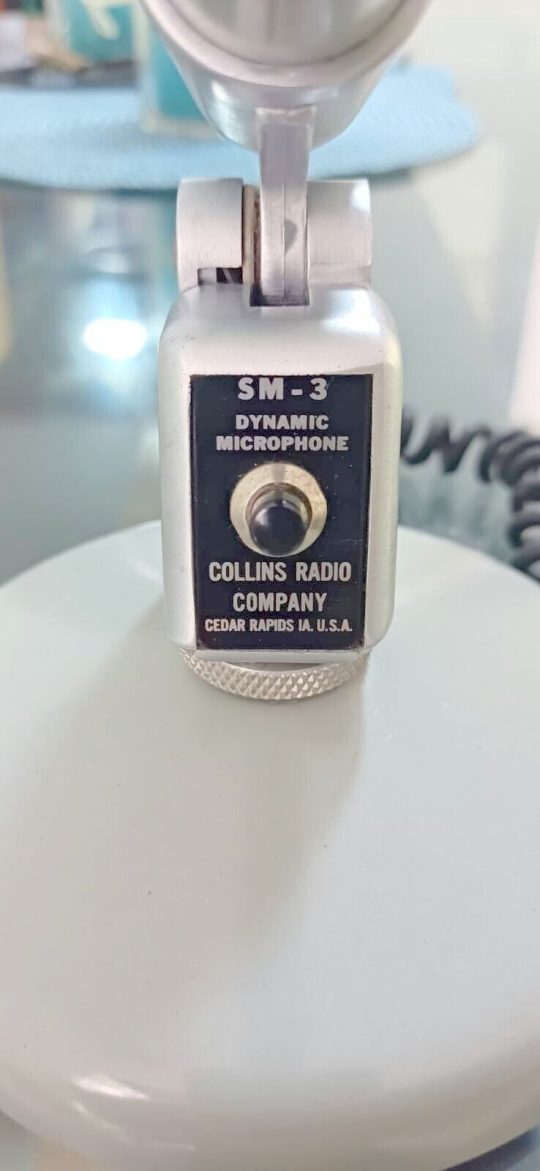 SM-3
DYNAMIC
MICROPHONE
COLLINS RADIO
COMPANY
CEDAR RAPIDS IA. U.S.A.